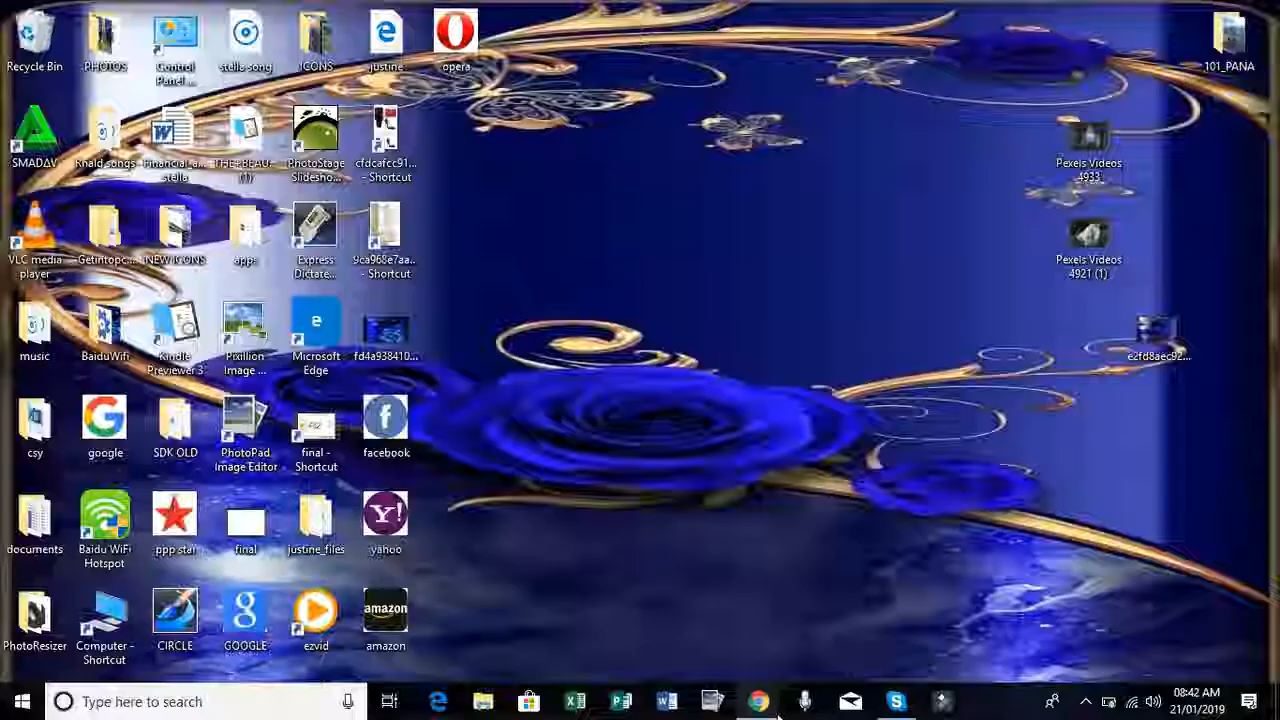 Recycle Bin
PHOTOS
Control
Panel ...
stella song
ICONS
justine
opera
101_PANA
SMADAV
Rhald songs
Financial_a...
stella
THE BEAU...
(1)
PhotoStage
Slidesho...
cfdcafcc91...
- Shortcut
Pexels Videos
4933
VLC media
player
Getintopc...
NEW ICONS
apps
Express
Dictate...
9ca968e7aa...
- Shortcut
Pexels Videos
4921 (1)
music
BaiduWifi
Kindle
Previewer 3
Pixillion
Image ...
Microsoft
Edge
fd4a938410...
e2fd8aec92...
csy
google
SDK OLD
PhotoPad
Image Editor
final -
Shortcut
facebook
documents
Baidu WiFi
Hotspot
ppp star
final
justine_files
yahoo
PhotoResizer
Computer -
Shortcut
CIRCLE
GOOGLE
ezvid
amazon
amazon
Type here to search
08:42 AM
21/01/2019